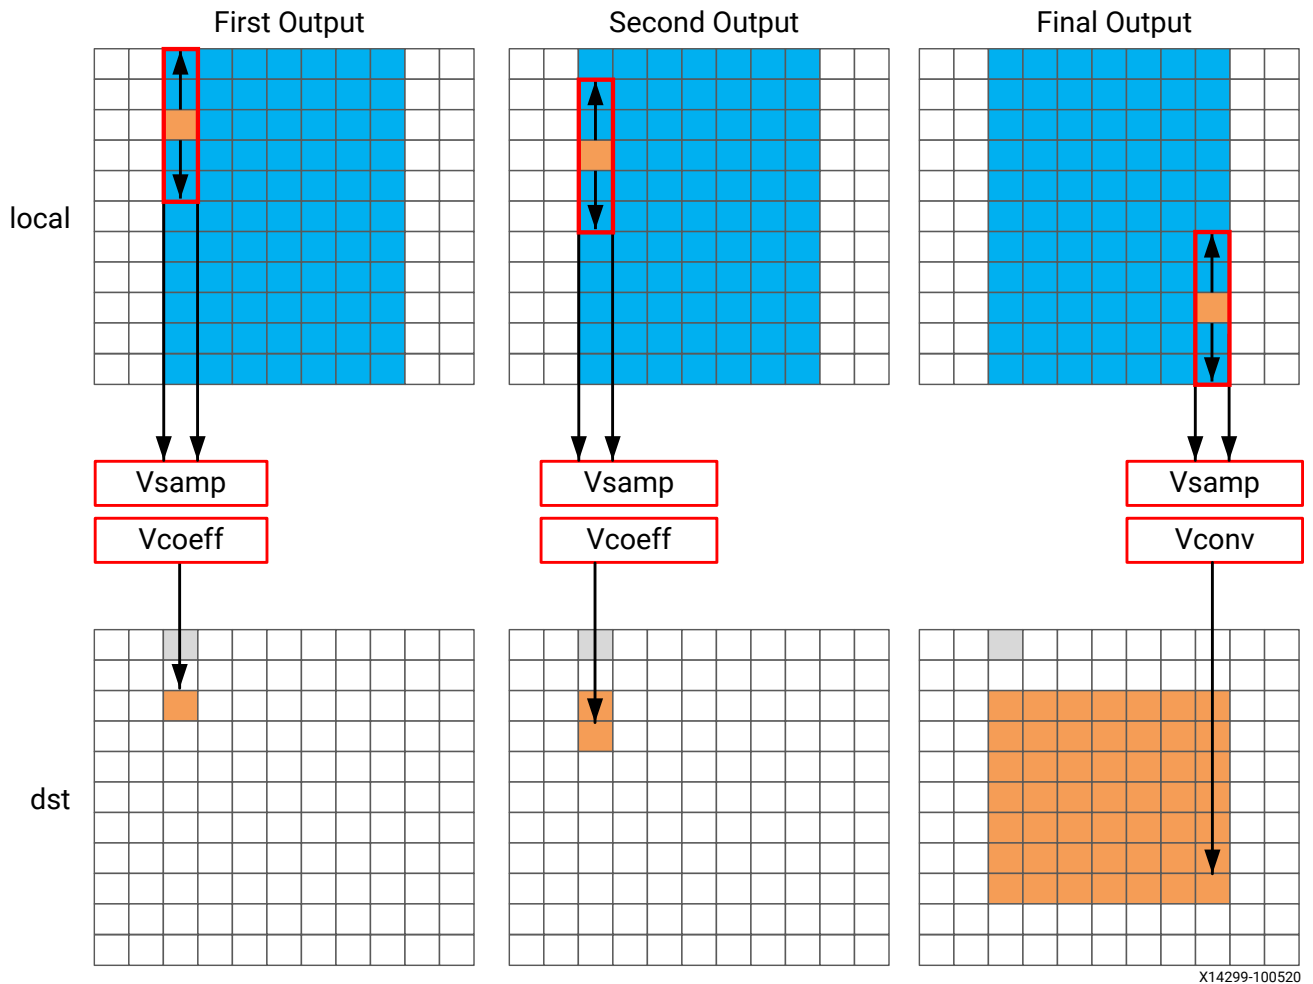 First Output
Second Output
Final Output
local
Vsamp
Vsamp
Vsamp
Vcoeff
Vcoeff
Vconv
dst
X14299-100520